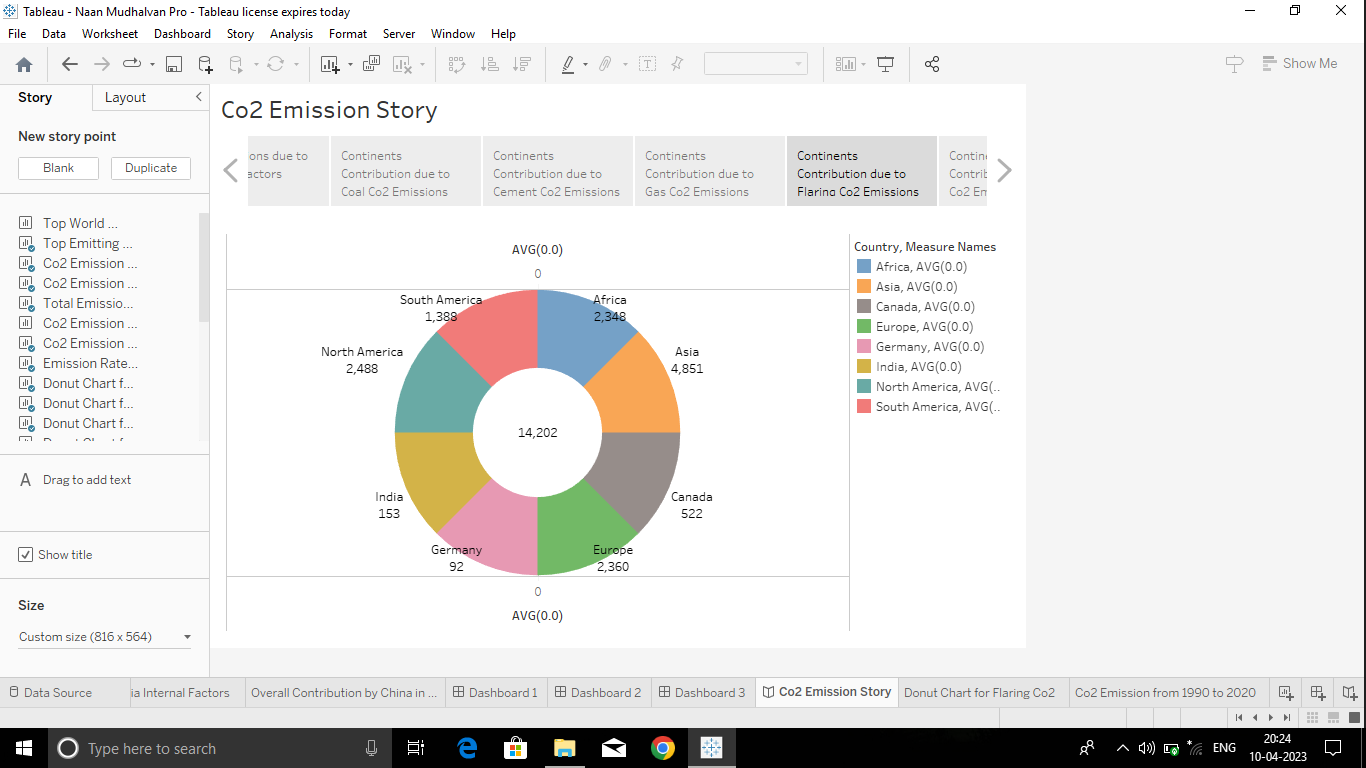 Tableau - Naan Mudhalvan Pro - Tableau license expires today
File Data Worksheet Dashboard Story Analysis Format Server Window Help
Show Me
Story
Layout
New story point
Blank
Duplicate
Top World ...
Top Emitting ...
Co2 Emission ...
Co2 Emission ...
Total Emissio...
Co2 Emission ...
Co2 Emission ...
Emission Rate...
Donut Chart f...
Donut Chart f...
Donut Chart f...
A Drag to add text
Show title
Size
Custom size (816 x 564)
Co2 Emission Story
ons due to
actors
Continents
Contribution due to
Coal Co2 Emissions
Continents
Contribution due to
Cement Co2 Emissions
Continents
Contribution due to
Gas Co2 Emissions
Continents
Contribution due to
Flaring Co2 Emissions
Contin
Contrib
Co2 Em
AVG(0.0)
0
South America
1,388
Africa
2,348
North America
2,488
Asia
4,851
14,202
India
153
Canada
522
Germany
92
Europe
2,360
0
AVG(0.0)
Country, Measure Names
Africa, AVG(0.0)
Asia, AVG(0.0)
Canada, AVG(0.0)
Europe, AVG(0.0)
Germany, AVG(0.0)
India, AVG(0.0)
North America, AVG(..
South America, AVG(..
Data Source
ia Internal Factors
Overall Contribution by China in ...
Dashboard 1
Dashboard 2
Dashboard 3
Co2 Emission Story
Donut Chart for Flaring Co2
Co2 Emission from 1990 to 2020
Type here to search
ENG
20:24
10-04-2023